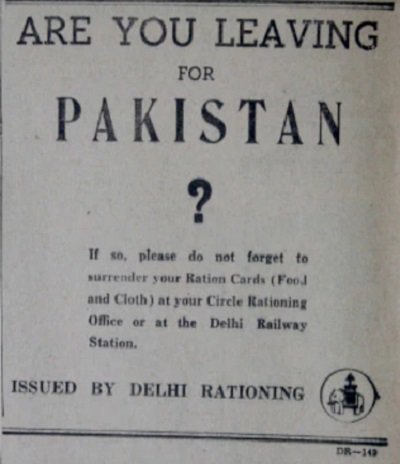 ARE YOU LEAVING
FOR
PAKISTAN
?
If so, please do not forget to
surrender your Ration Cards (Food
and Cloth) at your Circle Rationing
Office or at the Delhi Railway
Station.
ISSUED BY DELHI RATIONING
DR—149